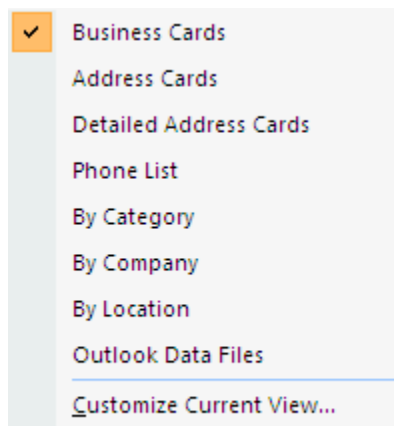 Business Cards
Address Cards
Detailed Address Cards
Phone List
By Category
By Company
By Location
Outlook Data Files
Customize Current View...